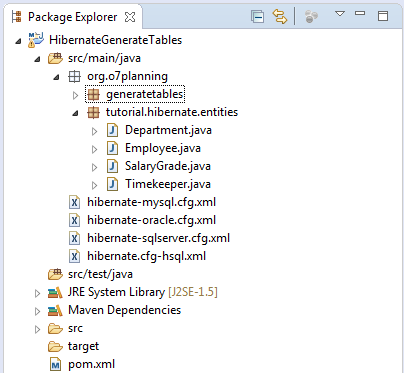 Package Explorer
HibernateGenerateTables
src/main/java
org.o7planning
generatetables
tutorial.hibernate.entities
Department.java
Employee.java
SalaryGrade.java
Timekeeper.java
hibernate-mysql.cfg.xml
hibernate-oracle.cfg.xml
hibernate-sqlserver.cfg.xml
hibernate.cfg-hsql.xml
src/test/java
JRE System Library [J2SE-1.5]
Maven Dependencies
src
target
pom.xml